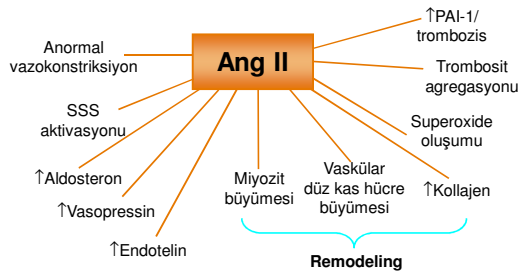 Ang II
Anormal
vazokonstriksiyon
SSS
aktivasyonu
↑Aldosteron
↑Vasopressin
↑Endotelin
Miyozit
büyümesi
Vaskülar
düz kas hücre
büyümesi
↑Kollajen
Superoxide
oluşumu
Trombosit
agregasyonu
↑PAI-1/
trombozis
Remodeling